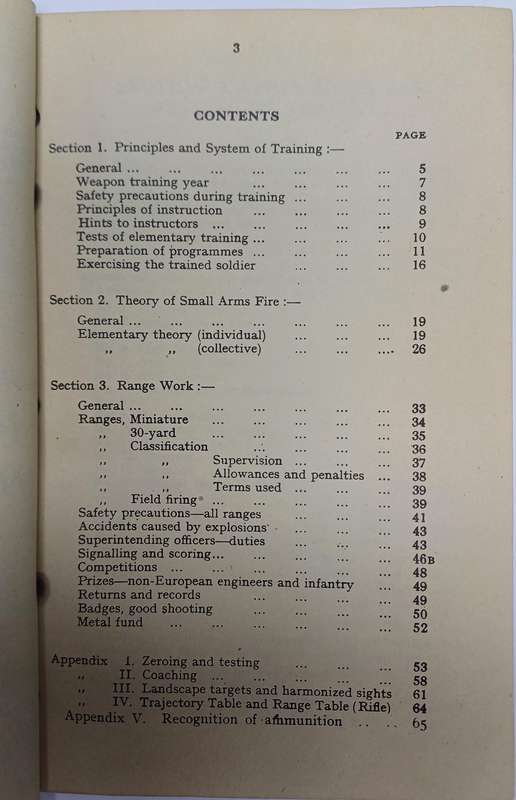 3
CONTENTS
PAGE
Section 1. Principles and System of Training :—
General ... ... ... ... ... ... ... 5
Weapon training year ... ... ... ... 7
Safety precautions during training ... ... ... 8
Principles of instruction ... ... ... ... 8
Hints to instructors ... ... ... ... ... 9
Tests of elementary training ... ... ... ... 10
Preparation of programmes ... ... ... ... 11
Exercising the trained soldier ... ... ... 16
Section 2. Theory of Small Arms Fire :—
General ... ... ... ... ... ... ... 19
Elementary theory (individual) ... ... ... 19
„ „ (collective) ... ... .... 26
Section 3. Range Work :—
General ... ... ... ... ... ... ... 33
Ranges, Miniature ... ... ... ... ... 34
„ 30-yard ... ... ... ... ... 35
„ Classification ... ... ... ... 36
„ „ Supervision ... ... ... 37
„ „ Allowances and penalties ... 38
„ „ Terms used ... ... ... 39
„ Field firing ... ... ... ... ... 39
Safety precautions—all ranges ... ... ... 41
Accidents caused by explosions ... ... ... 43
Superintending officers—duties ... ... ... 43
Signalling and scoring... ... ... ... ... 46B
Competitions ... ... ... ... ... ... 48
Prizes—non-European engineers and infantry ... 49
Returns and records ... ... ... ... 49
Badges, good shooting ... ... ... ... 50
Metal fund ... ... ... ... ... ... 52
Appendix I. Zeroing and testing ... ... ... 53
„ II. Coaching ... ... ... ... ... 58
„ III. Landscape targets and harmonized sights 61
„ IV. Trajectory Table and Range Table (Rifle) 64
Appendix V. Recognition of ammunition .. .. 65